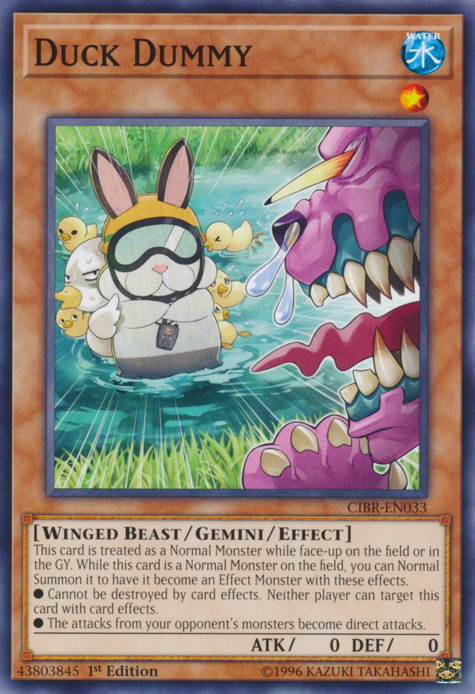 DUCK DUMMY
WATER
水
CIBR-EN033
[WINGED BEAST/GEMINI/EFFECT]
This card is treated as a Normal Monster while face-up on the field or in
the GY. While this card is a Normal Monster on the field, you can Normal
Summon it to have it become an Effect Monster with these effects.
● Cannot be destroyed by card effects. Neither player can target this
card with card effects.
● The attacks from your opponent's monsters become direct attacks.
ATK/ 0 DEF/ 0
43803845 1st Edition ©1996 KAZUKI TAKAHASHI